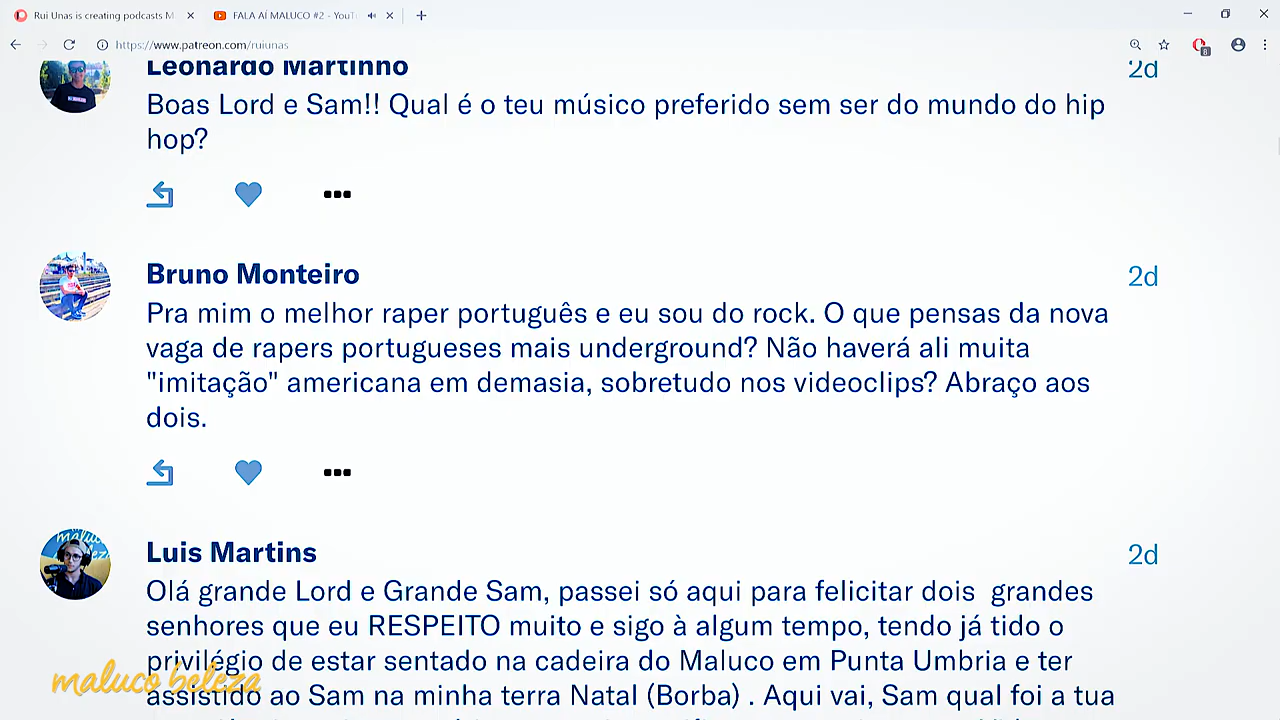 Rui Unas is creating podcasts M
FALA AÍ MALUCO #2 - YouT
https://www.patreon.com/ruiunas
8
Leonardo Martinho
2d
Boas Lord e Sam!! Qual é o teu músico preferido sem ser do mundo do hip
hop?
Bruno Monteiro
2d
Pra mim o melhor raper português e eu sou do rock. O que pensas da nova
vaga de rapers portugueses mais underground? Não haverá ali muita
"imitação" americana em demasia, sobretudo nos videoclips? Abraço aos
dois.
Luis Martins
2d
Olá grande Lord e Grande Sam, passei só aqui para felicitar dois grandes
senhores que eu RESPEITO muito e sigo à algum tempo, tendo já tido o
privilégio de estar sentado na cadeira do Maluco em Punta Umbria e ter
assistido ao Sam na minha terra Natal (Borba) . Aqui vai, Sam qual foi a tua
maluco beleza